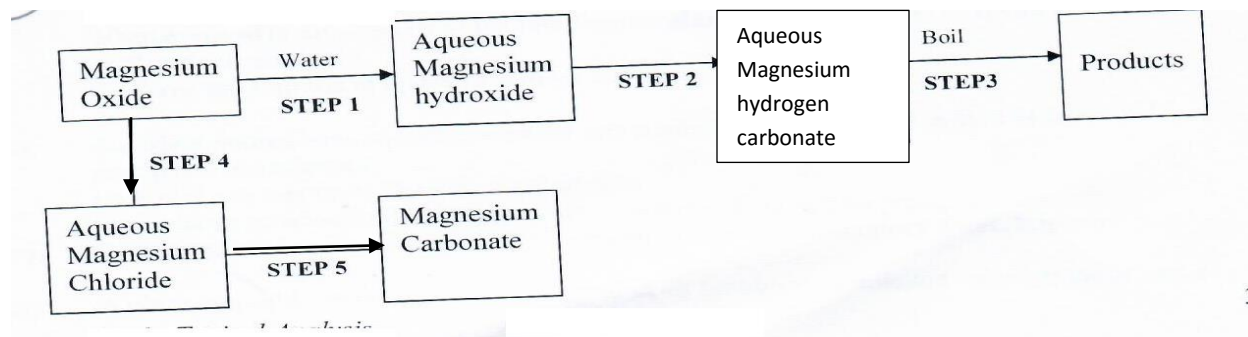 Magnesium
Oxide
Water
STEP 1
Aqueous
Magnesium
hydroxide
STEP 2
Aqueous
Magnesium
hydrogen
carbonate
Boil
STEP3
Products
STEP 4
Aqueous
Magnesium
Chloride
STEP 5
Magnesium
Carbonate